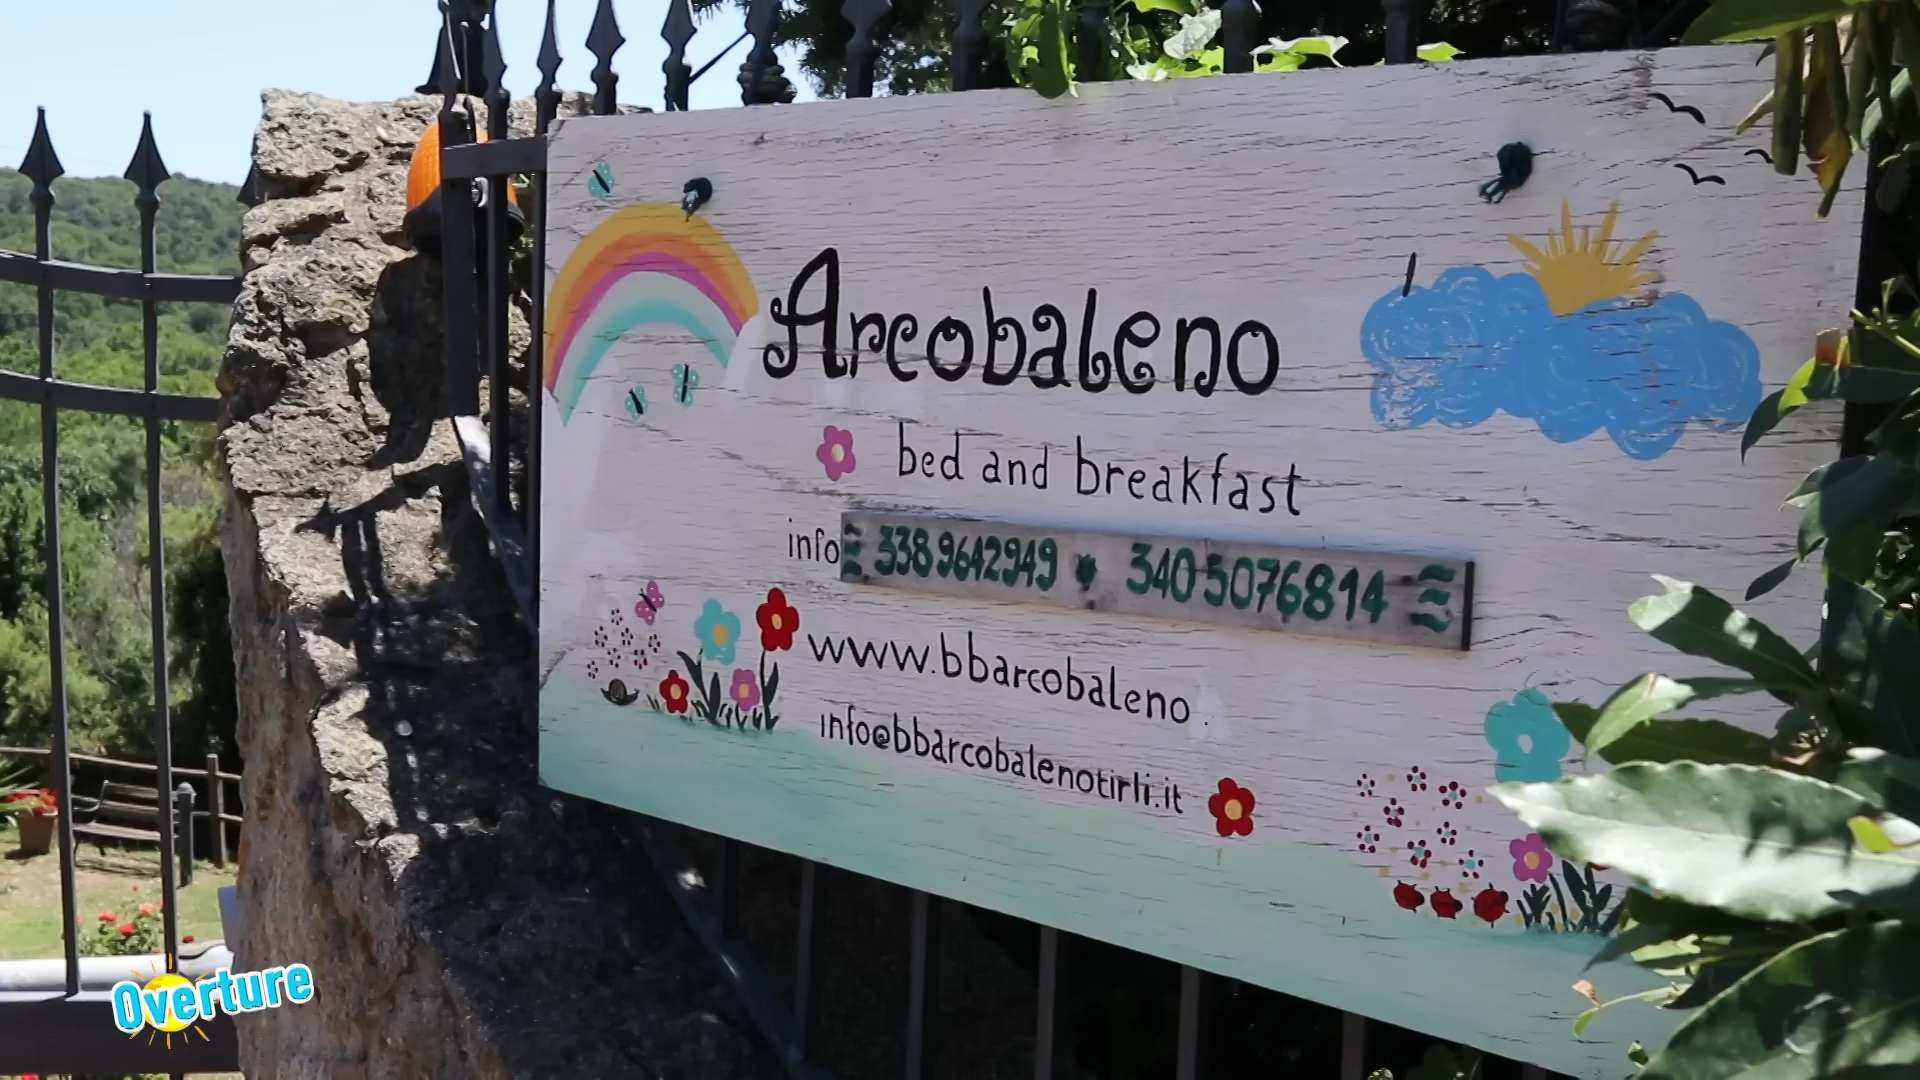 Arcobaleno
bed and breakfast
info 338 9642949 • 340 5076814
www.bbarcobaleno.
info@bbarcobalenotirli.it
Overture